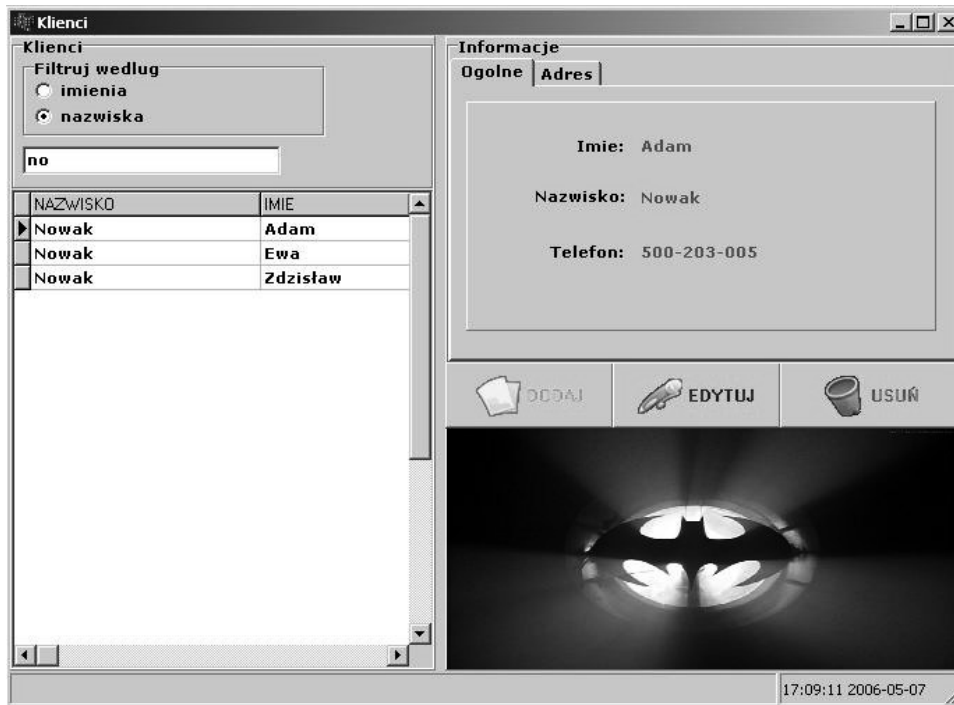 Klienci
Klienci
Filtruj wedlug
imienia
nazwiska
no
NAZWISKO IMIE
Nowak Adam
Nowak Ewa
Nowak Zdzisław
Informacje
Ogolne Adres
Imie: Adam
Nazwisko: Nowak
Telefon: 500-203-005
DODAJ EDYTUJ USUŃ
17:09:11 2006-05-07